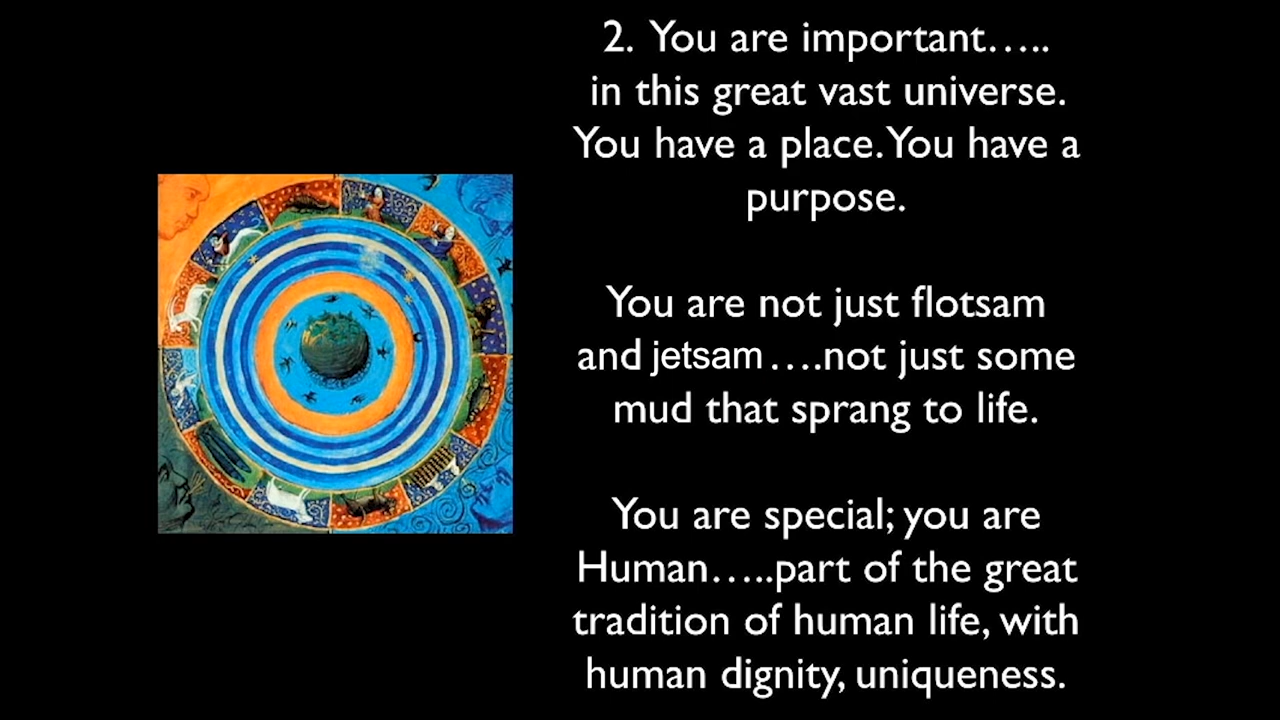 2. You are important.....
in this great vast universe.
You have a place. You have a
purpose.
You are not just flotsam
and jetsam ....not just some
mud that sprang to life.
You are special; you are
Human.....part of the great
tradition of human life, with
human dignity, uniqueness.